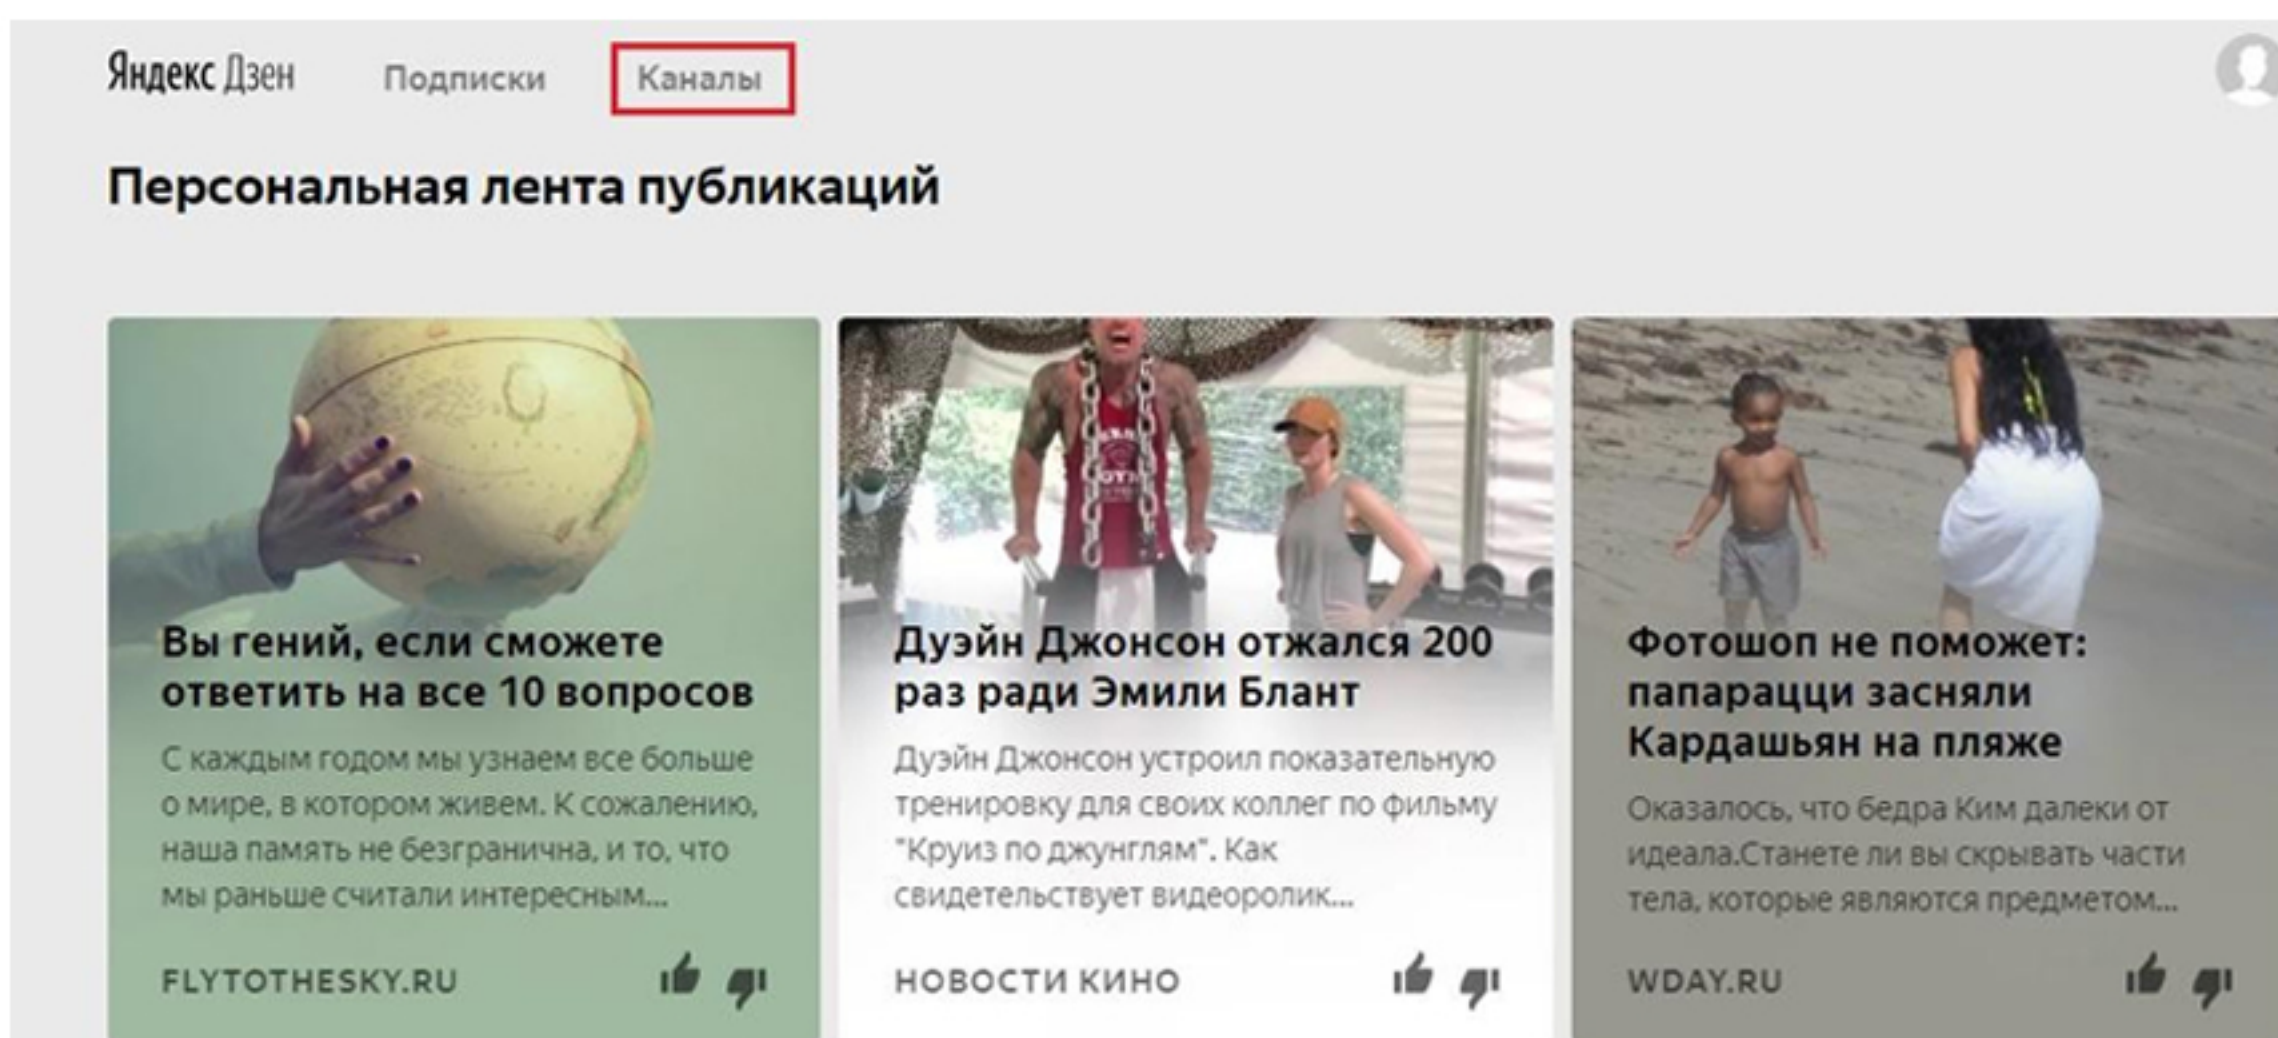 Яндекс Дзен Подписки Каналы
Персональная лента публикаций
Вы гений, если сможете
ответить на все 10 вопросов
С каждым годом мы узнаем все больше
о мире, в котором живем. К сожалению,
наша память не безгранична, и то, что
мы раньше считали интересным...
FLYTOTHESKY.RU
Дуэйн Джонсон отжался 200
раз ради Эмили Блант
Дуэйн Джонсон устроил показательную
тренировку для своих коллег по фильму
"Круиз по джунглям". Как
свидетельствует видеоролик...
НОВОСТИ КИНО
Фотошоп не поможет:
папарацци засняли
Кардашьян на пляже
Оказалось, что бедра Ким далеки от
идеала.Станете ли вы скрывать части
тела, которые являются предметом...
WDAY.RU